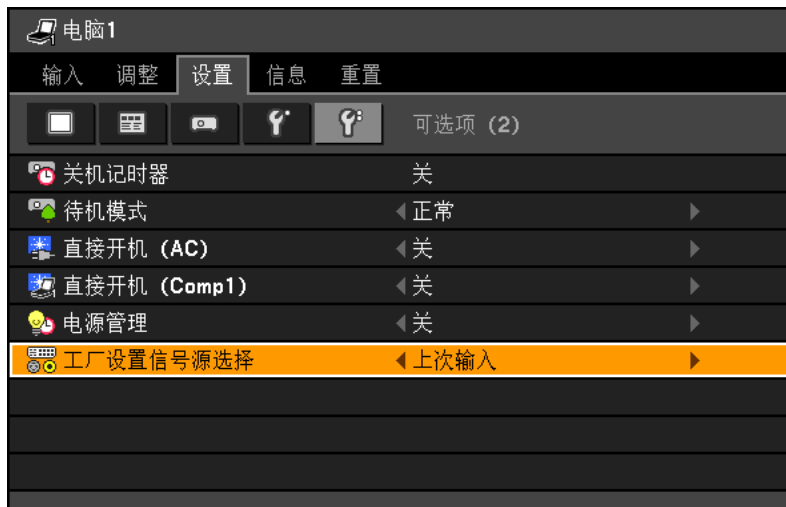 电脑1
输入 调整 设置 信息 重置
可选项 (2)
关机记时器 关
待机模式 正常
直接开机 (AC) 关
直接开机 (Comp1) 关
电源管理 关
工厂设置信号源选择 上次输入